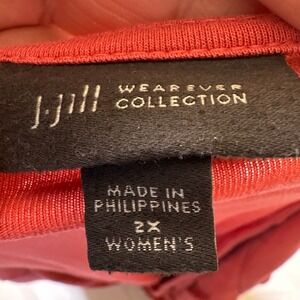 J.Jill WEAREVER
COLLECTION
MADE IN
PHILIPPINES
2X
WOMEN'S